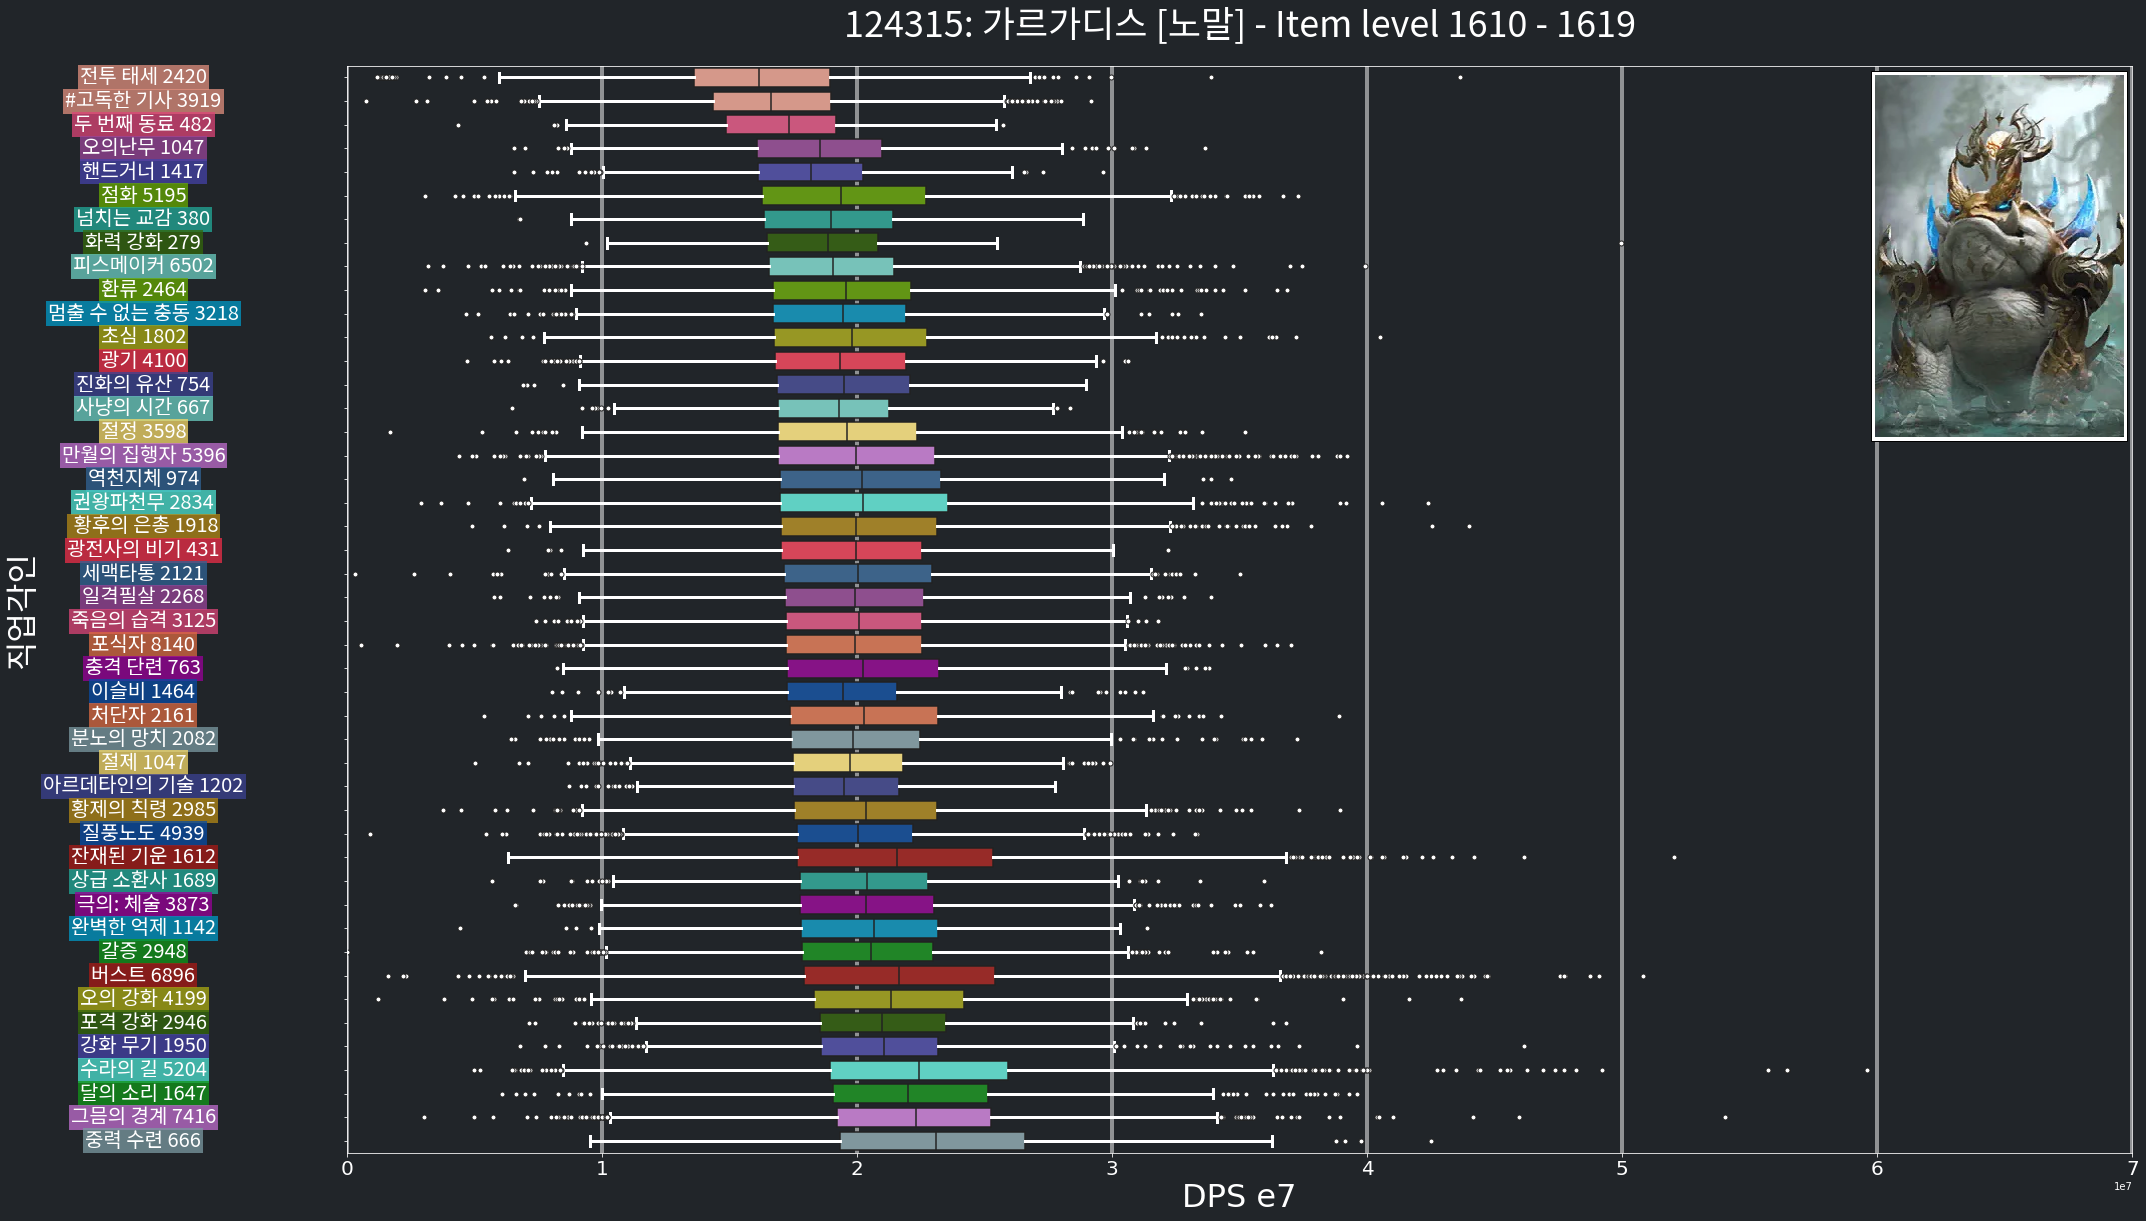 124315: 가르가디스 [노말] - Item level 1610 - 1619
직업각인
전투 태세 2420
#고독한 기사 3919
두 번째 동료 482
오의난무 1047
핸드거너 1417
점화 5195
넘치는 교감 380
화력 강화 279
피스메이커 6502
환류 2464
멈출 수 없는 충동 3218
초심 1802
광기 4100
진화의 유산 754
사냥의 시간 667
절정 3598
만월의 집행자 5396
역천지체 974
권왕파천무 2834
황후의 은총 1918
광전사의 비기 431
세맥타통 2121
일격필살 2268
죽음의 습격 3125
포식자 8140
충격 단련 763
이슬비 1464
처단자 2161
분노의 망치 2082
절제 1047
아르데타인의 기술 1202
황제의 칙령 2985
질풍노도 4939
잔재된 기운 1612
상급 소환사 1689
극의: 체술 3873
완벽한 억제 1142
갈증 2948
버스트 6896
오의 강화 4199
포격 강화 2946
강화 무기 1950
수라의 길 5204
달의 소리 1647
그믐의 경계 7416
중력 수련 666
0 1 2 3 4 5 6 7
1e7
DPS e7